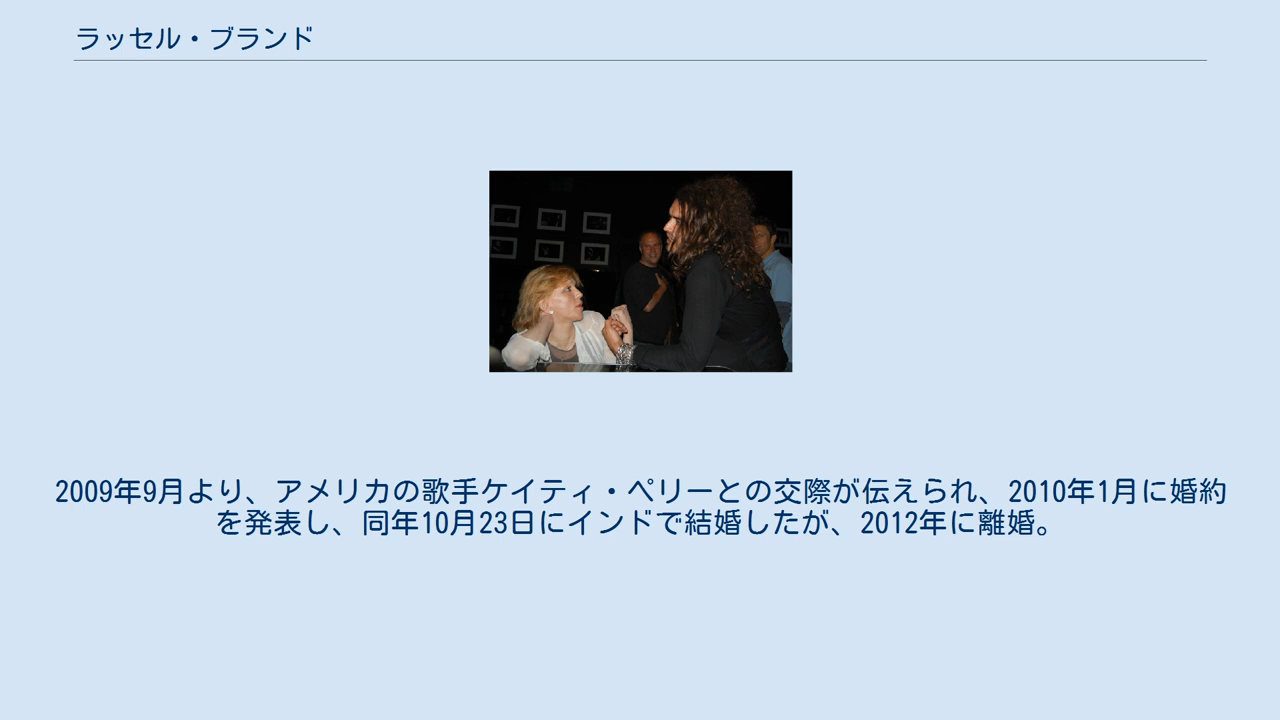 ラッセル・ブランド
2009年9月より、アメリカの歌手ケイティ・ペリーとの交際が伝えられ、2010年1月に婚約
を発表し、同年10月23日にインドで結婚したが、2012年に離婚。